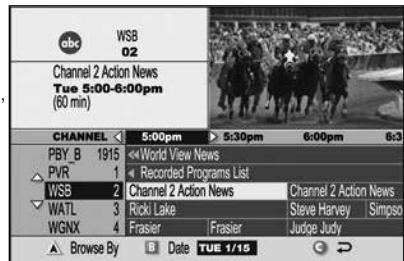 abc
WSB
02
Channel 2 Action News
Tue 5:00-6:00pm
(60 min)
,
CHANNEL 5:00pm 5:30pm 6:00pm 6:3
PBY_B 1915 World View News
PVR 1 Recorded Programs List
WSB 2 Channel 2 Action News Channel 2 Action News
WATL 3 Ricki Lake Steve Harvey Simpso
WGNX 4 Frasier Frasier Judge Judy
A Browse By B Date TUE 1/15 C